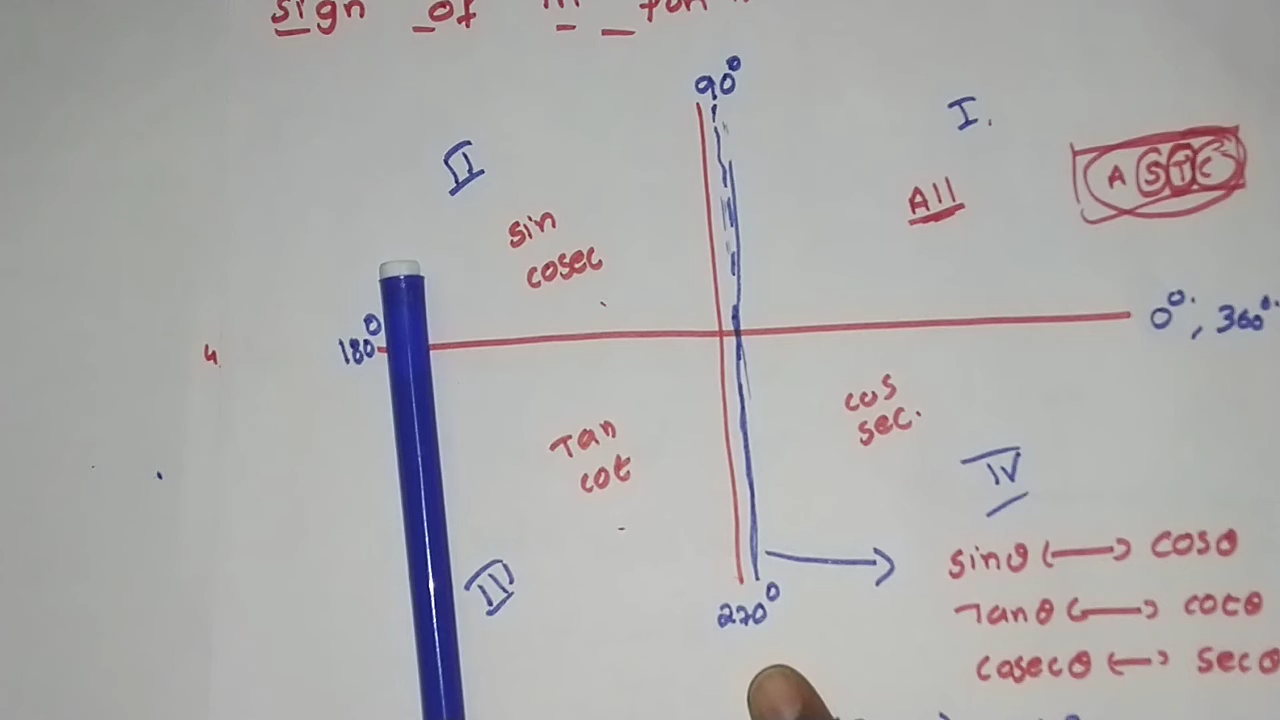 sign of
90°
I.
II
A S T C
All
sin
cosec
180°
0°, 360°
4
cos
sec.
Tan
cot
IV
III
sinθ ⟷ cosθ
Tanθ ⟷ cotθ
cosecθ ⟷ secθ
270°